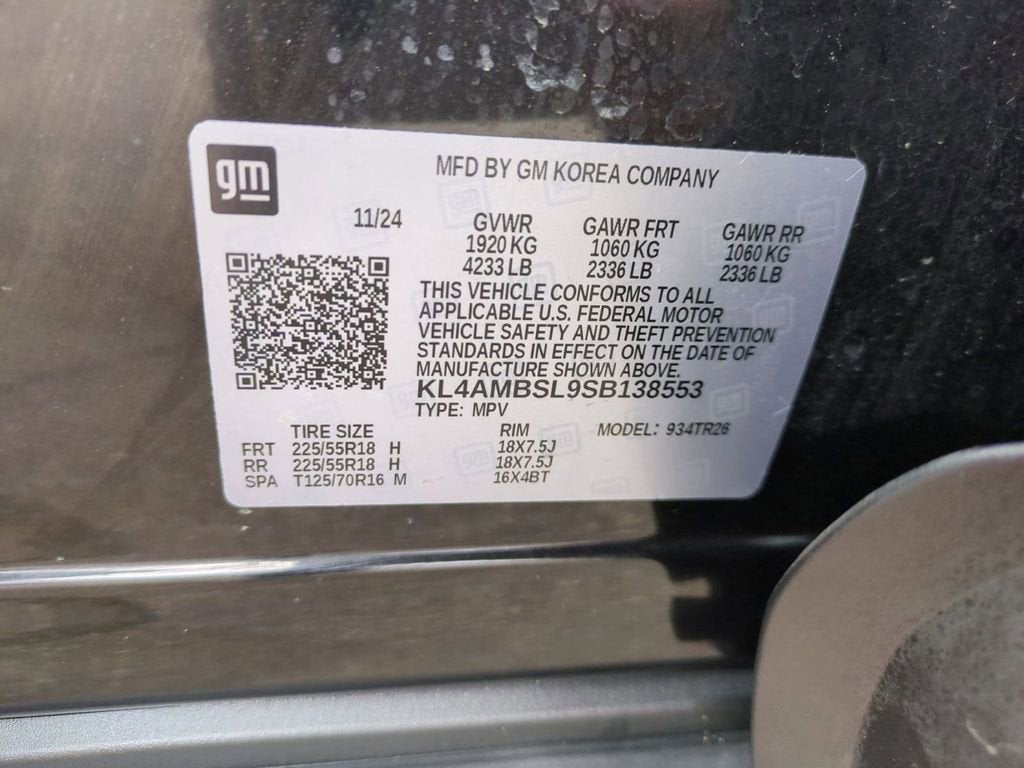 gm
MFD BY GM KOREA COMPANY
11/24 GVWR GAWR FRT GAWR RR
1920 KG 1060 KG 1060 KG
4233 LB 2336 LB 2336 LB
THIS VEHICLE CONFORMS TO ALL
APPLICABLE U.S. FEDERAL MOTOR
VEHICLE SAFETY AND THEFT PREVENTION
STANDARDS IN EFFECT ON THE DATE OF
MANUFACTURE SHOWN ABOVE.
KL4AMBSL9SB138553
TYPE: MPV
TIRE SIZE RIM MODEL: 934TR26
FRT 225/55R18 H 18X7.5J
RR 225/55R18 H 18X7.5J
SPA T125/70R16 M 16X4BT